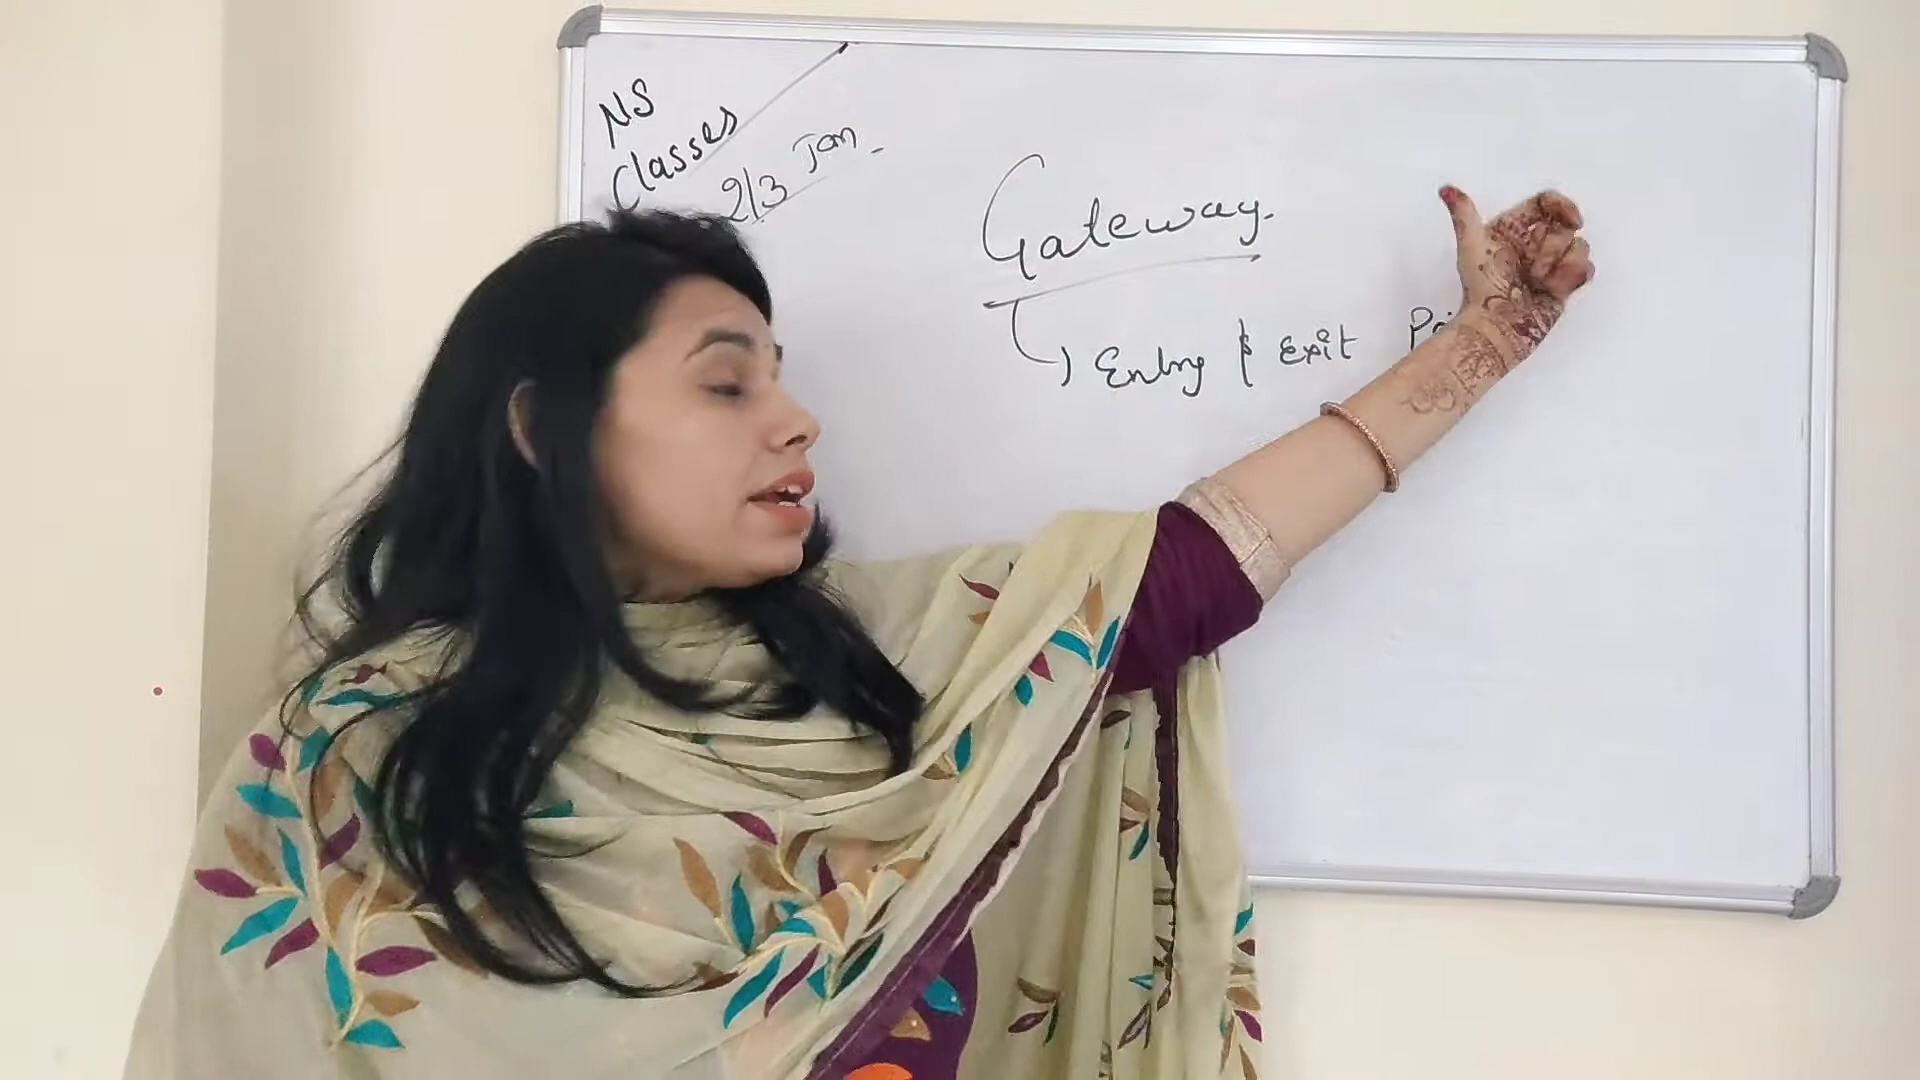 NS
Classes
2/3 Jan
Gateway.
Entry & Exit